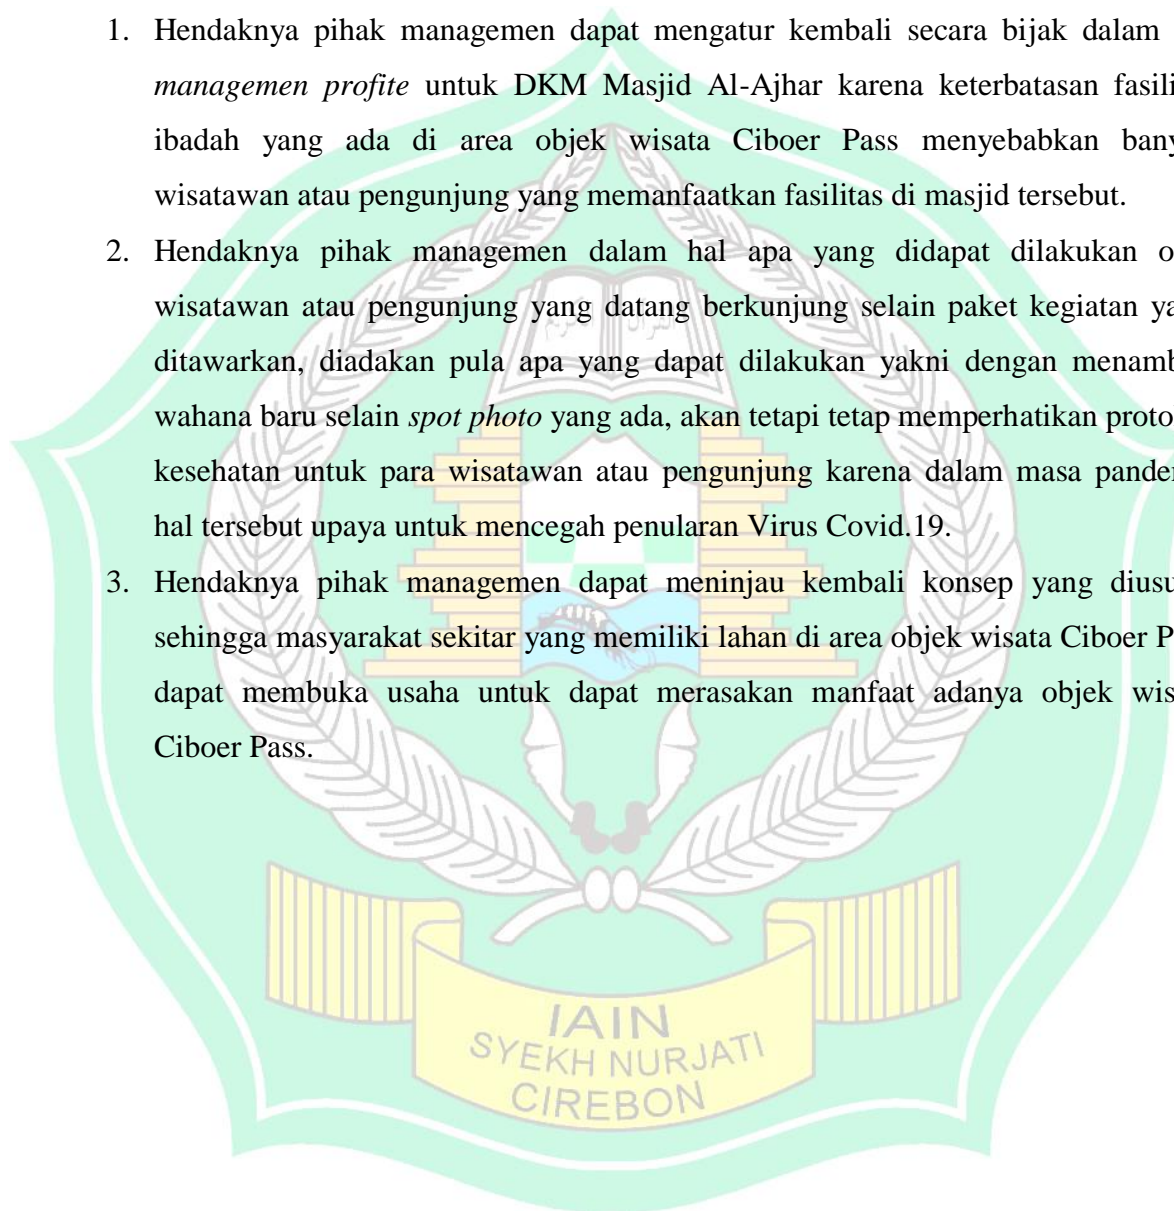 1. Hendaknya pihak managemen dapat mengatur kembali secara bijak dalam
managemen profite untuk DKM Masjid Al-Ajhar karena keterbatasan
ibadah yang ada di area objek wisata Ciboer Pass menyebabkan
wisatawan atau pengunjung yang memanfaatkan fasilitas di masjid tersebut.
2. Hendaknya pihak managemen dalam hal apa yang didapat dilakukan
wisatawan atau pengunjung yang datang berkunjung selain paket kegiatan
ditawarkan, diadakan pula apa yang dapat dilakukan yakni dengan
wahana baru selain spot photo yang ada, akan tetapi tetap memperhatikan
kesehatan untuk para wisatawan atau pengunjung karena dalam masa
hal tersebut upaya untuk mencegah penularan Virus Covid.19.
3. Hendaknya pihak managemen dapat meninjau kembali konsep yang
sehingga masyarakat sekitar yang memiliki lahan di area objek wisata Ciboer
dapat membuka usaha untuk dapat merasakan manfaat adanya objek
Ciboer Pass.
IAIN
SYEKH NURJATI
CIREBON